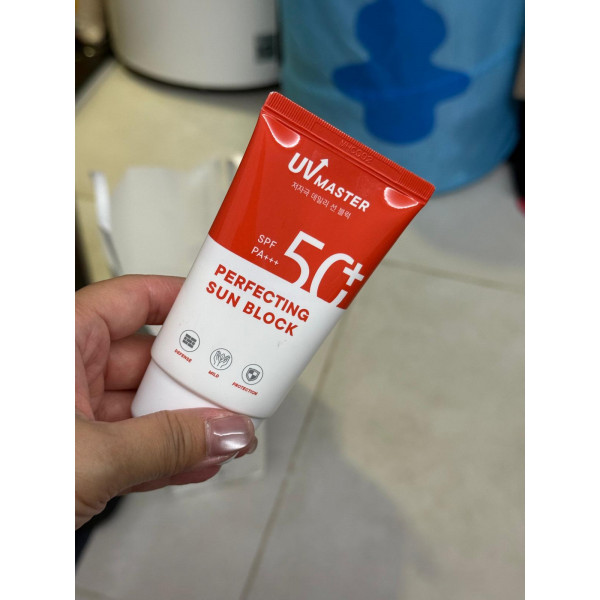 UV MASTER
저자극 데일리 선 블럭
SPF 50+
PA+++
PERFECTING
SUN BLOCK
DEFENSE
MILD
PROTECTION